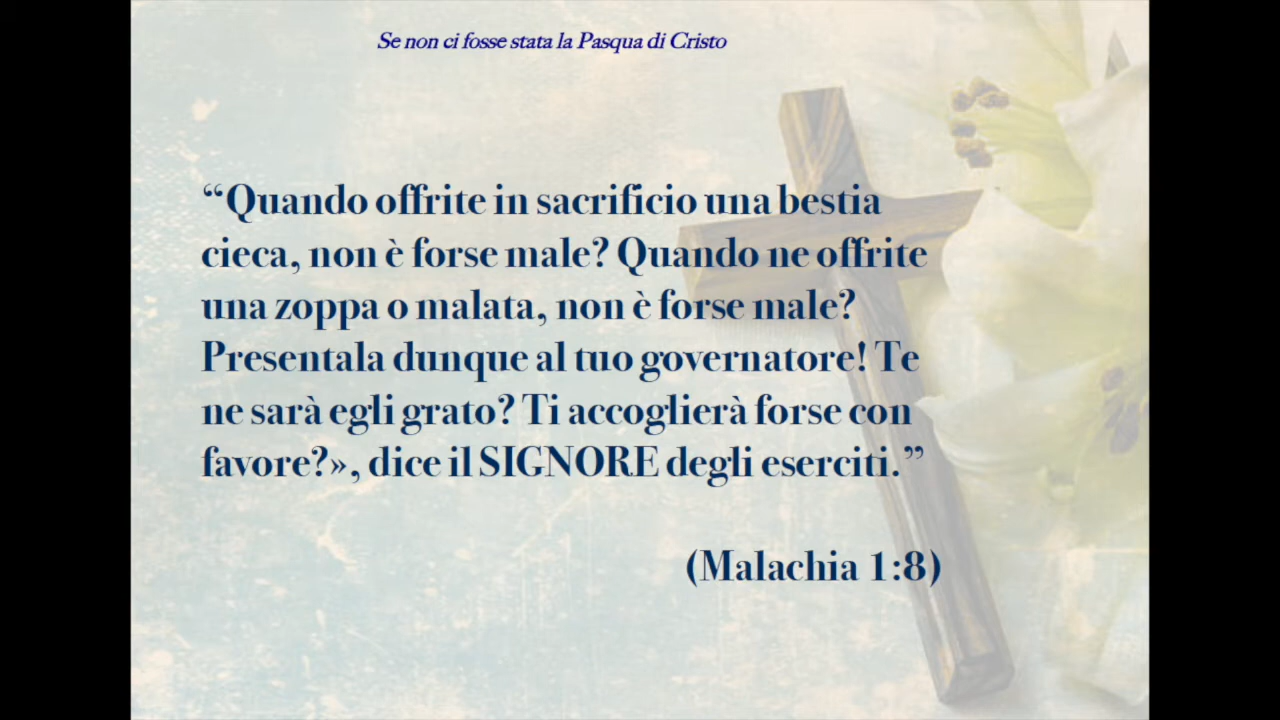 Se non ci fosse stata la Pasqua di Cristo
“Quando offrite in sacrificio una bestia
cieca, non è forse male? Quando ne offrite
una zoppa o malata, non è forse male?
Presentala dunque al tuo governatore! Te
ne sarà egli grato? Ti accoglierà forse con
favore?», dice il SIGNORE degli eserciti.”
(Malachia 1:8)